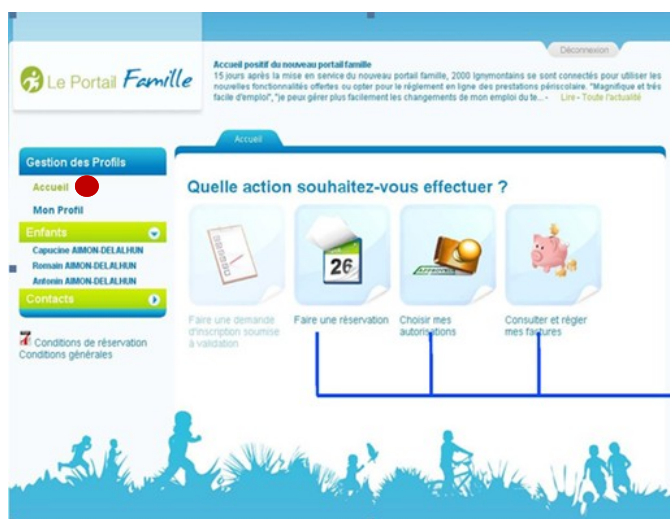 Déconnexion
Le Portail Famille
Accueil positif du nouveau portail famille
15 jours après la mise en service du nouveau portail famille, 2000 Ignymontains se sont connectés pour utiliser les
nouvelles fonctionnalités offertes ou opter pour le règlement en ligne des prestations périscolaire. "Magnifique et très
facile d'emploi", "je peux gérer plus facilement les changements de mon emploi du te... - Lire - Toute l'actualité
Accueil
Gestion des Profils
Accueil
Mon Profil
Enfants
Capucine AIMON-DELALHUN
Romain AIMON-DELALHUN
Antonin AIMON-DELALHUN
Contacts
Conditions de réservation
Conditions générales
Quelle action souhaitez-vous effectuer ?
26
APPROVED
Faire une demande
d'inscription soumise
à validation
Faire une réservation
Choisir mes
autorisations
Consulter et régler
mes factures